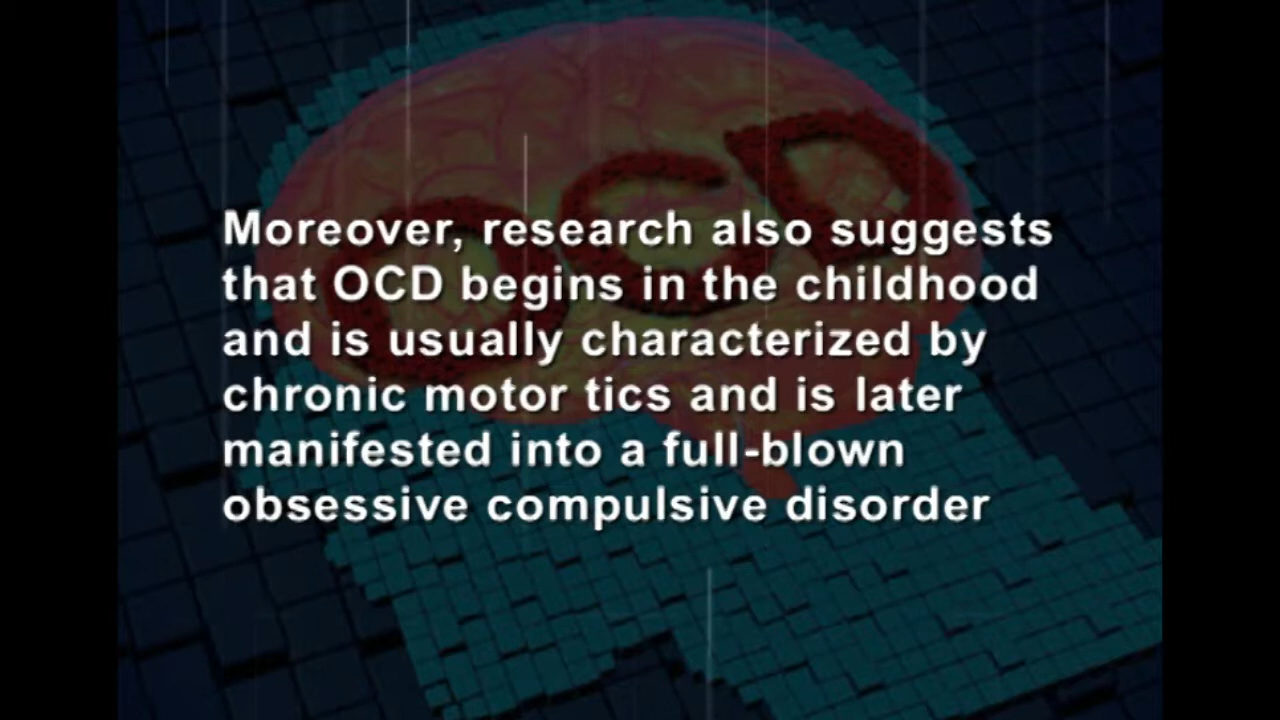 OCD
Moreover, research also suggests
that OCD begins in the childhood
and is usually characterized by
chronic motor tics and is later
manifested into a full-blown
obsessive compulsive disorder